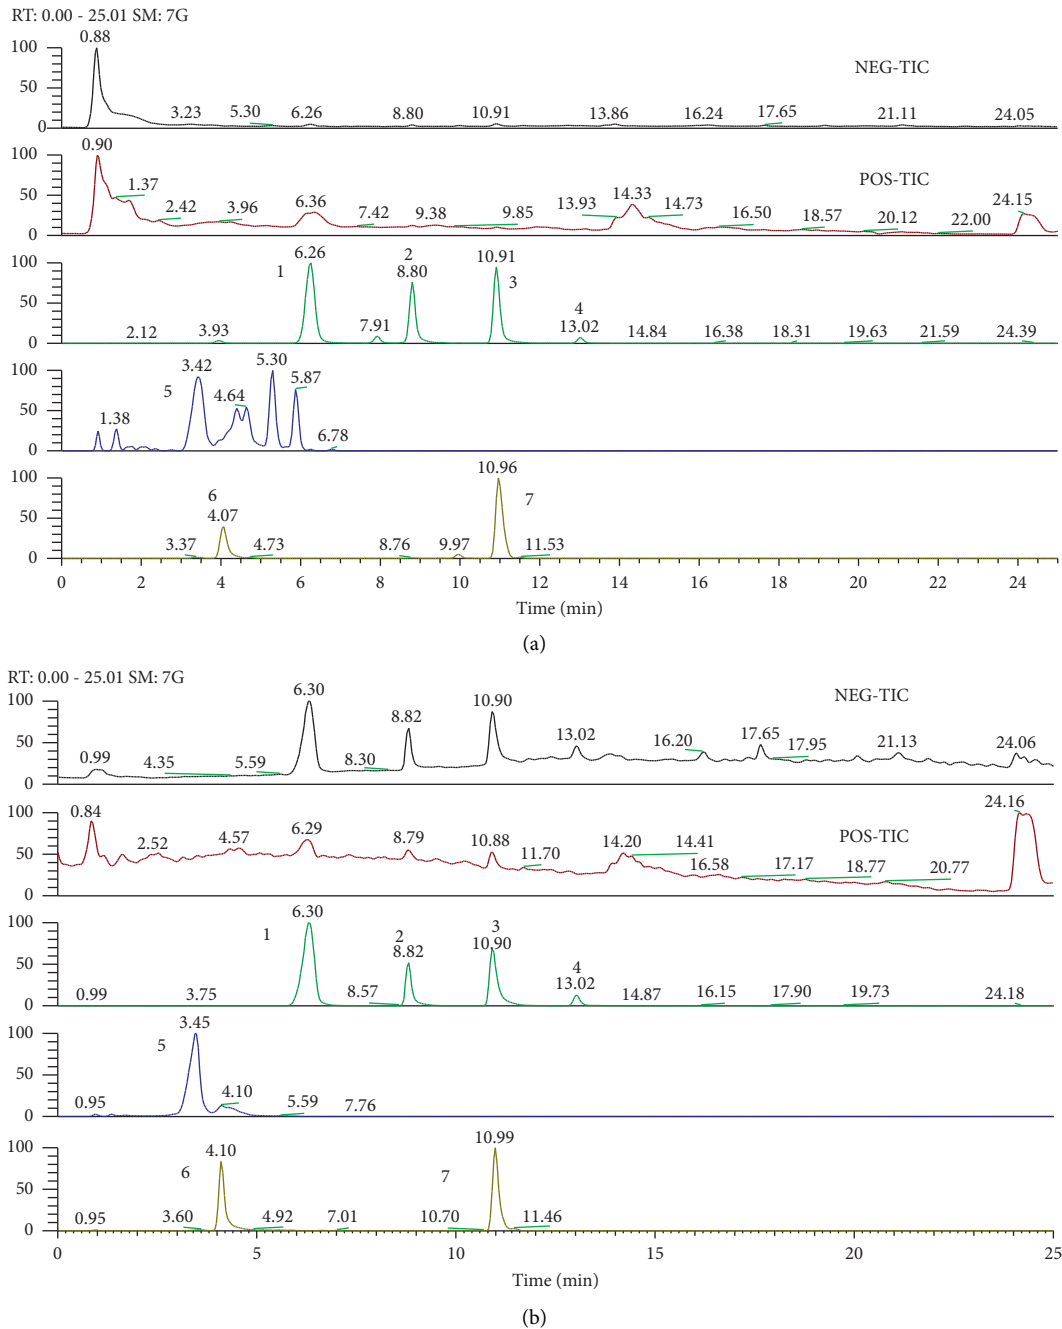 RT: 0.00 - 25.01 SM: 7G
0.88
100
NEG-TIC
50
3.23 5.30 6.26 8.80 10.91 13.86 16.24 17.65 21.11 24.05
0
0.90
100
1.37 POS-TIC
50
2.42 3.96 6.36 7.42 9.38 9.85 13.93 14.33 14.73 16.50 18.57 20.12 22.00 24.15
0
6.26 2 10.91
100
1 8.80 3
50
4
2.12 3.93 7.91 13.02 14.84 16.38 18.31 19.63 21.59 24.39
0
100
3.42 5.30
5 4.64 5.87
50
1.38
6.78
0
100
10.96
6 7
50
4.07
3.37 4.73 8.76 9.97 11.53
0
0 2 4 6 8 10 12 14 16 18 20 22 24
Time (min)
(a)
RT: 0.00 - 25.01 SM: 7G
6.30
100
NEG-TIC
8.82 10.90
50
0.99 4.35 5.59 8.30 13.02 16.20 17.65 17.95 21.13 24.06
0
100
0.84 24.16
POS-TIC
50
2.52 4.57 6.29 8.79 10.88 11.70 14.20 14.41 16.58 17.17 18.77 20.77
0
6.30
100
1 2 3
8.82 10.90
50
4
0.99 3.75 8.57 13.02 14.87 16.15 17.90 19.73 24.18
0
3.45
100
5
50
0.95 4.10 5.59 7.76
0
100
4.10 10.99
6 7
50
0.95 3.60 4.92 7.01 10.70 11.46
0
0 5 10 15 20 25
Time (min)
(b)